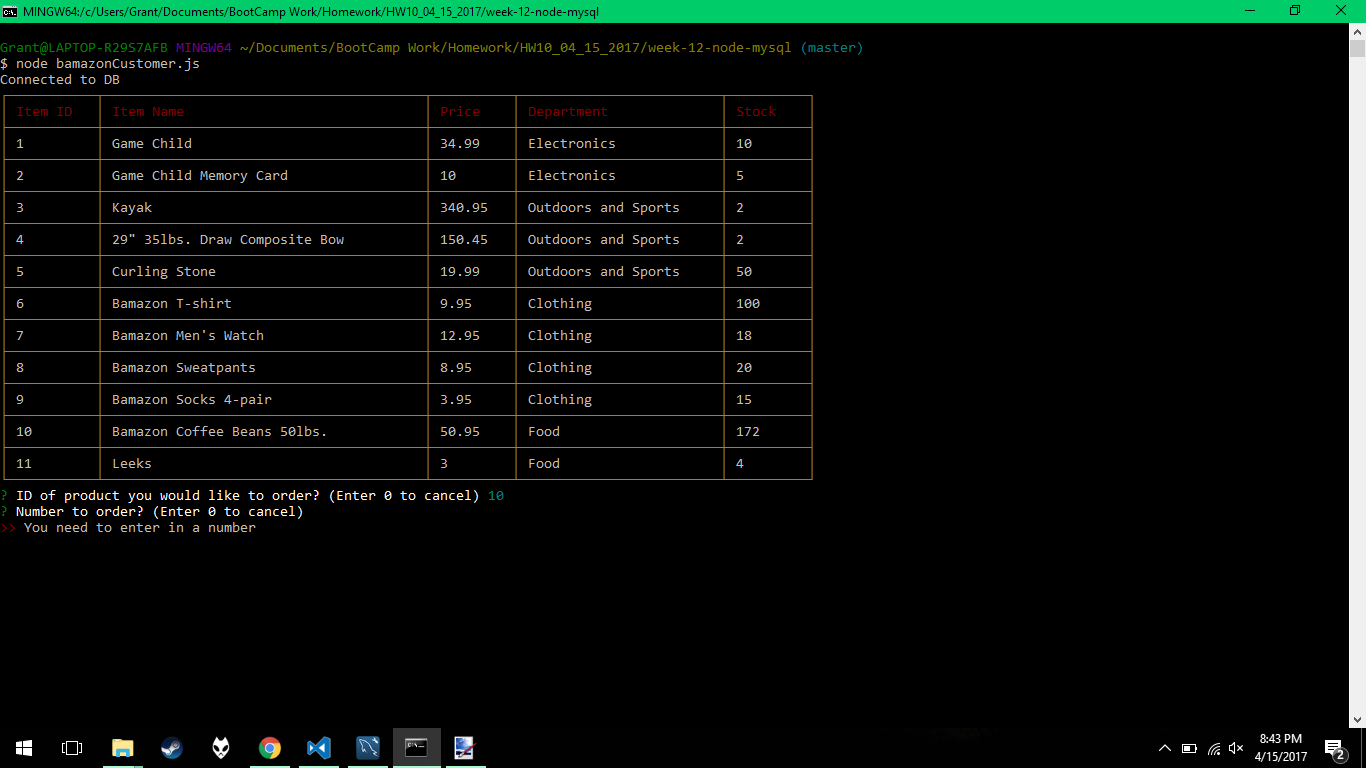 MINGW64:/c/Users/Grant/Documents/BootCamp Work/Homework/HW10_04_15_2017/week-12-node-mysql
Grant@LAPTOP-R29S7AFB MINGW64 ~/Documents/BootCamp Work/Homework/HW10_04_15_2017/week-12-node-mysql (master)
$ node bamazonCustomer.js
Connected to DB
Item ID Item Name Price Department Stock
1 Game Child 34.99 Electronics 10
2 Game Child Memory Card 10 Electronics 5
3 Kayak 340.95 Outdoors and Sports 2
4 29" 35lbs. Draw Composite Bow 150.45 Outdoors and Sports 2
5 Curling Stone 19.99 Outdoors and Sports 50
6 Bamazon T-shirt 9.95 Clothing 100
7 Bamazon Men's Watch 12.95 Clothing 18
8 Bamazon Sweatpants 8.95 Clothing 20
9 Bamazon Socks 4-pair 3.95 Clothing 15
10 Bamazon Coffee Beans 50lbs. 50.95 Food 172
11 Leeks 3 Food 4
? ID of product you would like to order? (Enter 0 to cancel) 10
? Number to order? (Enter 0 to cancel)
>> You need to enter in a number
8:43 PM
4/15/2017
2